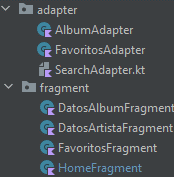 adapter
AlbumAdapter
FavoritosAdapter
SearchAdapter.kt
fragment
DatosAlbumFragment
DatosArtistaFragment
FavoritosFragment
HomeFragment